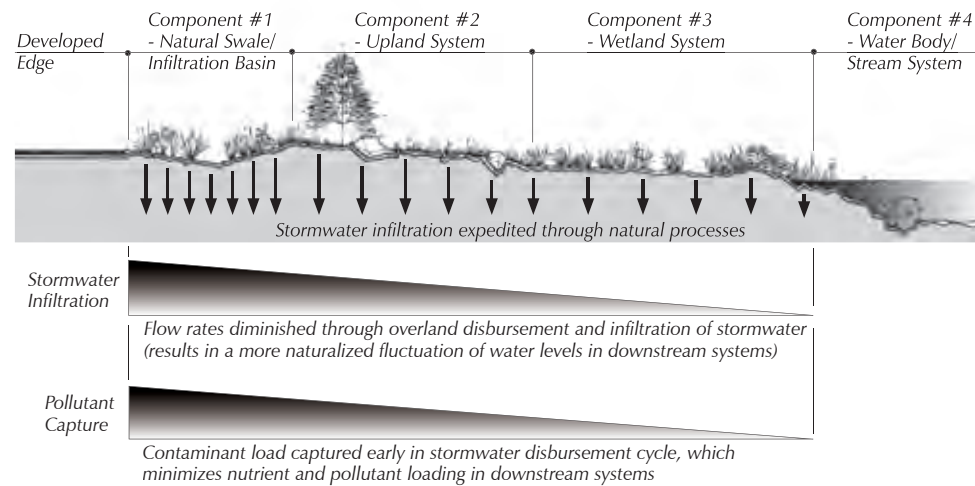 Developed
Edge
Component #1
- Natural Swale/
Infiltration Basin
Component #2
- Upland System
Component #3
- Wetland System
Component #4
- Water Body/
Stream System
Stormwater infiltration expedited through natural processes
Stormwater
Infiltration
Flow rates diminished through overland disbursement and infiltration of stormwater
(results in a more naturalized fluctuation of water levels in downstream systems)
Pollutant
Capture
Contaminant load captured early in stormwater disbursement cycle, which
minimizes nutrient and pollutant loading in downstream systems